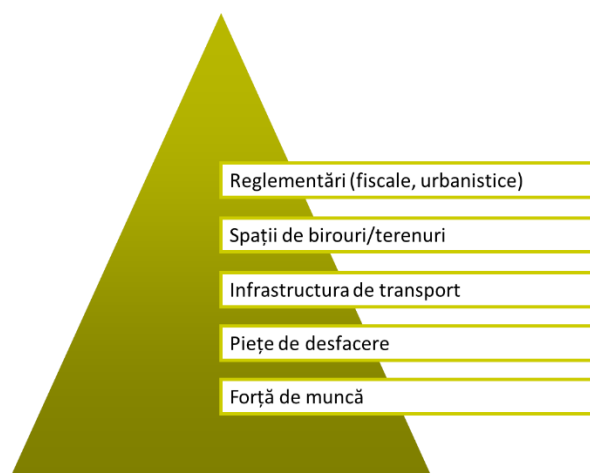 Reglementări (fiscale, urbanistice)
Spații de birouri/terenuri
Infrastructura de transport
Piețe de desfacere
Forță de muncă